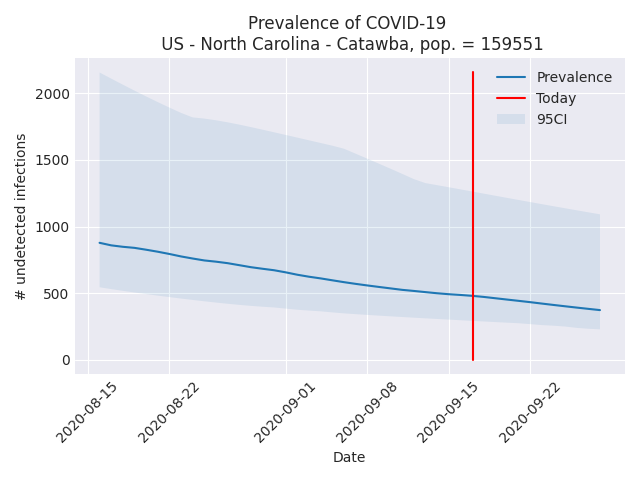 Prevalence of COVID-19
US - North Carolina - Catawba, pop. = 159551
Prevalence
Today
95CI
# undetected infections
2000
1500
1000
500
0
2020-08-15
2020-08-22
2020-09-01
2020-09-08
2020-09-15
2020-09-22
Date